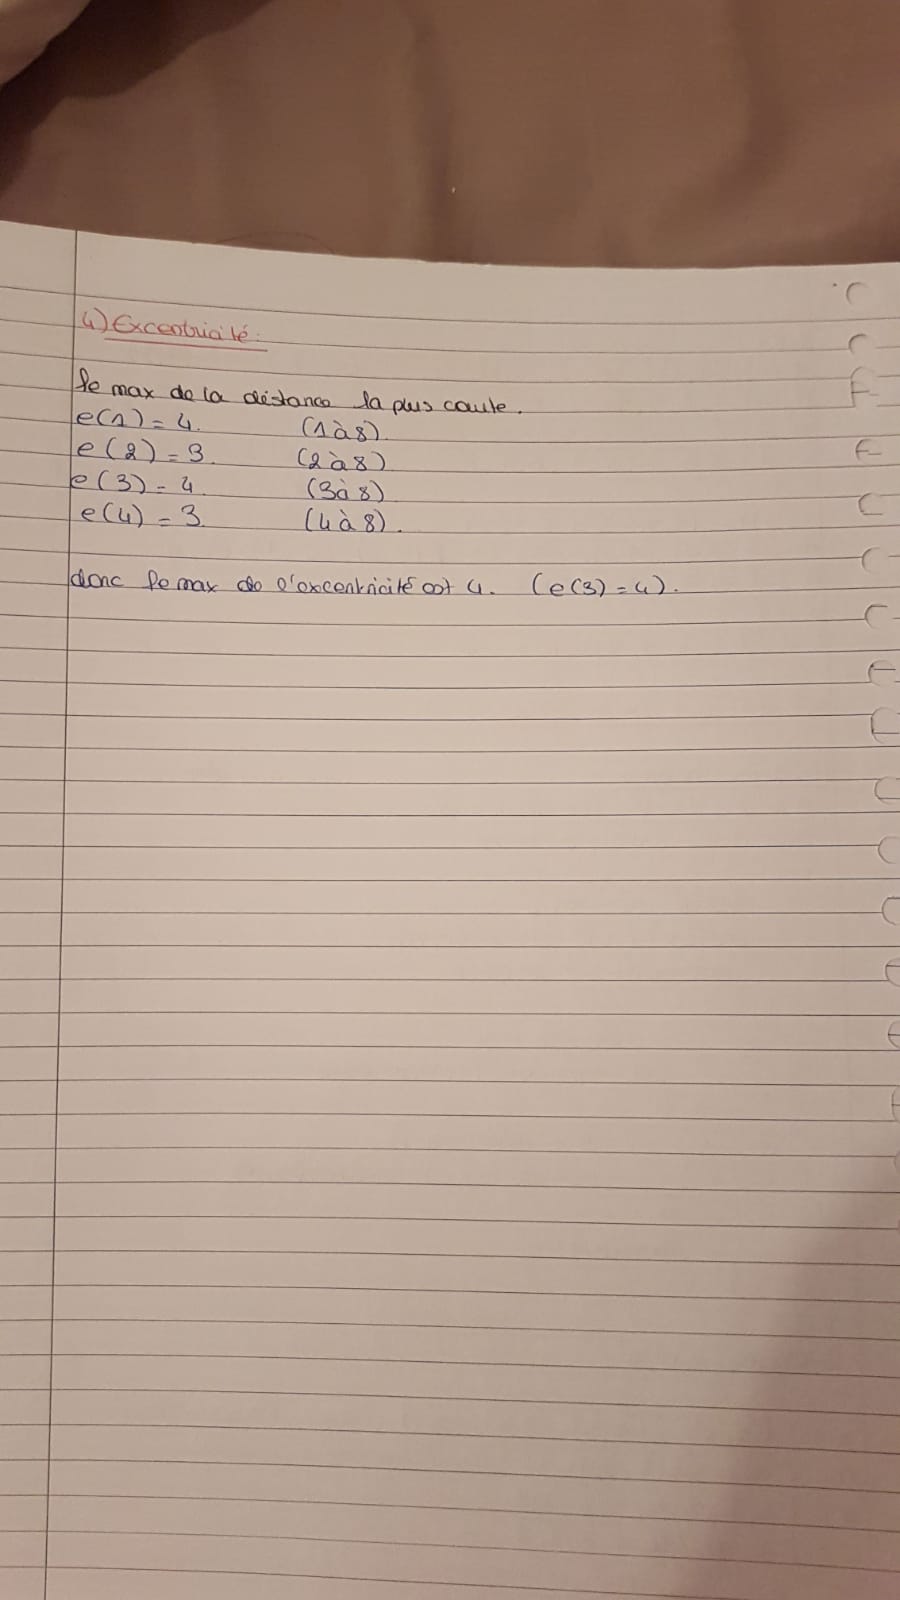 4) Excentricité :
le max de la distance la plus coute.
e(1) = 4. (1 à 8)
e(2) = 3. (2 à 8)
e(3) = 4. (3 à 8)
e(4) = 3 (4 à 8).
donc le max de l'excentricité est 4. (e(3) = 4).